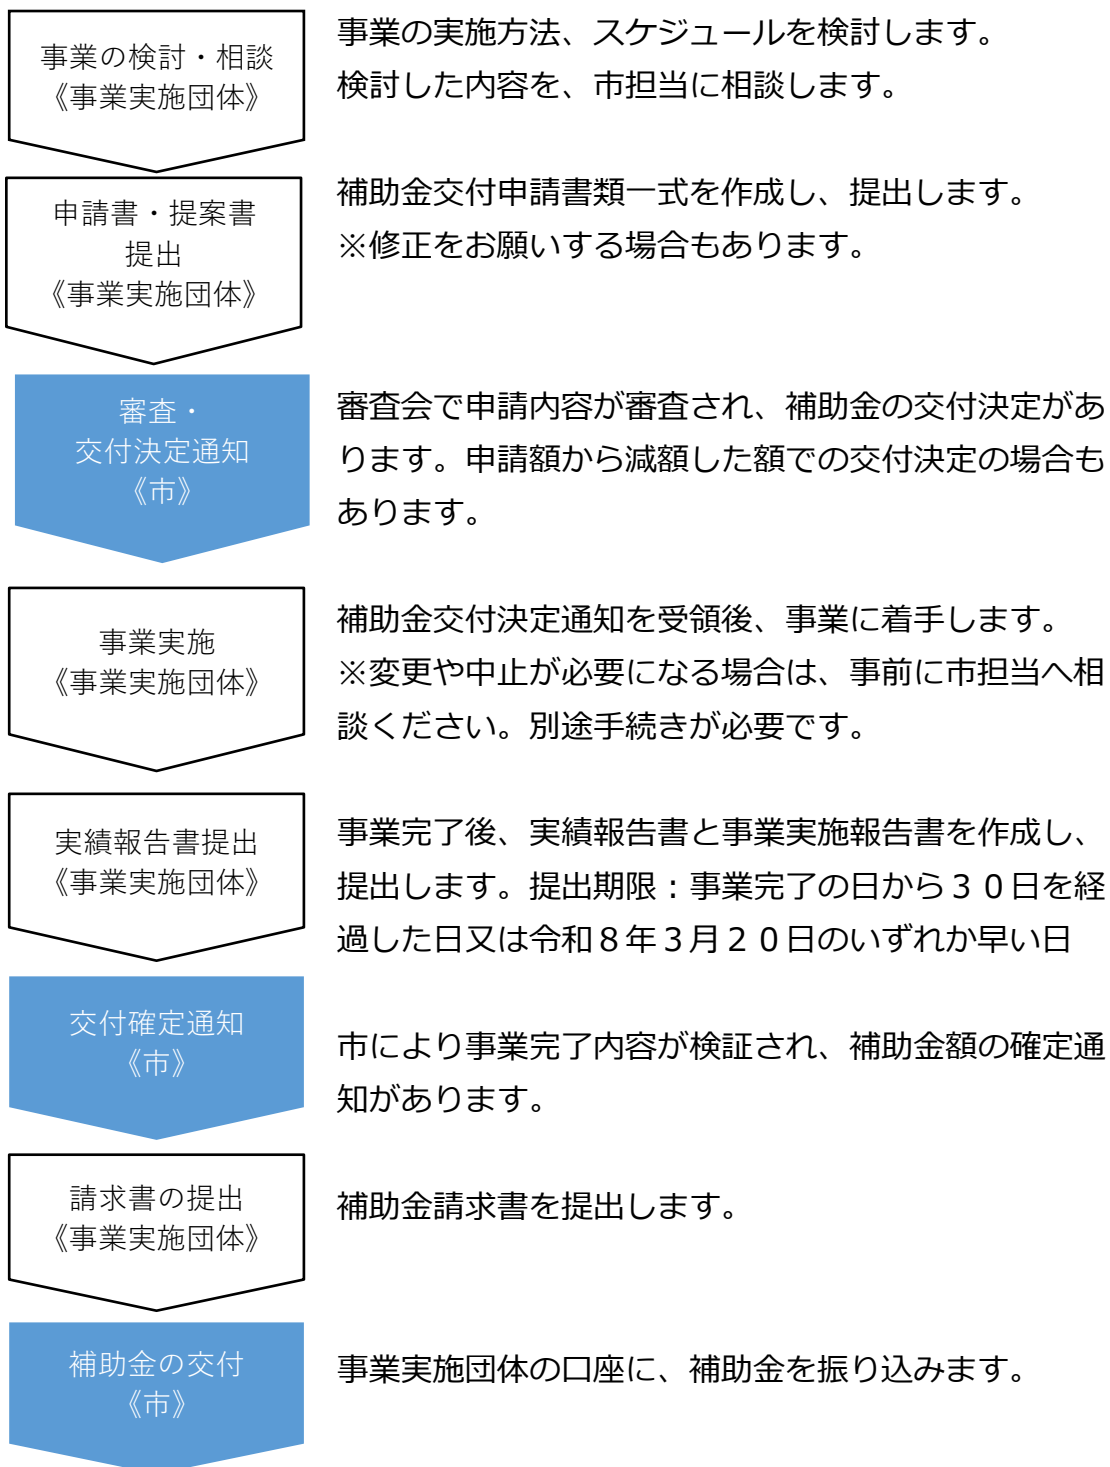 事業の検討・相談
《事業実施団体》
事業の実施方法、スケジュールを検討します。
検討した内容を、市担当に相談します。
申請書・提案書
提出
《事業実施団体》
補助金交付申請書類一式を作成し、提出します。
※修正をお願いする場合もあります。
審査・
交付決定通知
《市》
審査会で申請内容が審査され、補助金の交付決定があ
ります。申請額から減額した額での交付決定の場合も
あります。
事業実施
《事業実施団体》
補助金交付決定通知を受領後、事業に着手します。
※変更や中止が必要になる場合は、事前に市担当へ相
談ください。別途手続きが必要です。
実績報告書提出
《事業実施団体》
事業完了後、実績報告書と事業実施報告書を作成し、
提出します。提出期限：事業完了の日から３０日を経
過した日又は令和８年３月２０日のいずれか早い日
交付確定通知
《市》
市により事業完了内容が検証され、補助金額の確定通
知があります。
請求書の提出
《事業実施団体》
補助金請求書を提出します。
補助金の交付
《市》
事業実施団体の口座に、補助金を振り込みます。